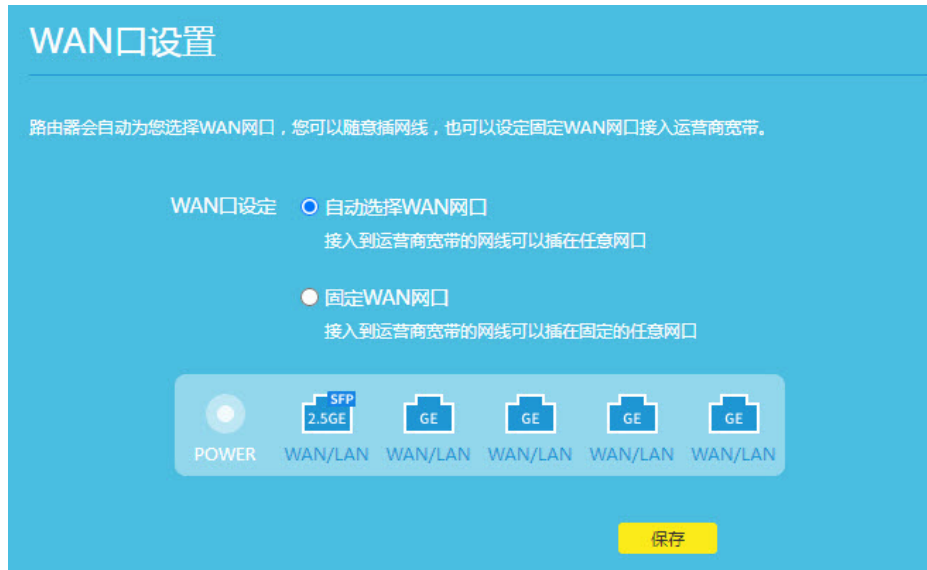 WAN口设置
路由器会自动为您选择WAN网口，您可以随意插网线，也可以设定固定WAN网口接入运营商宽带。
WAN口设定 自动选择WAN网口
接入到运营商宽带的网线可以插在任意网口
固定WAN网口
接入到运营商宽带的网线可以插在固定的任意网口
SFP
2.5GE GE GE GE GE
POWER WAN/LAN WAN/LAN WAN/LAN WAN/LAN WAN/LAN
保存